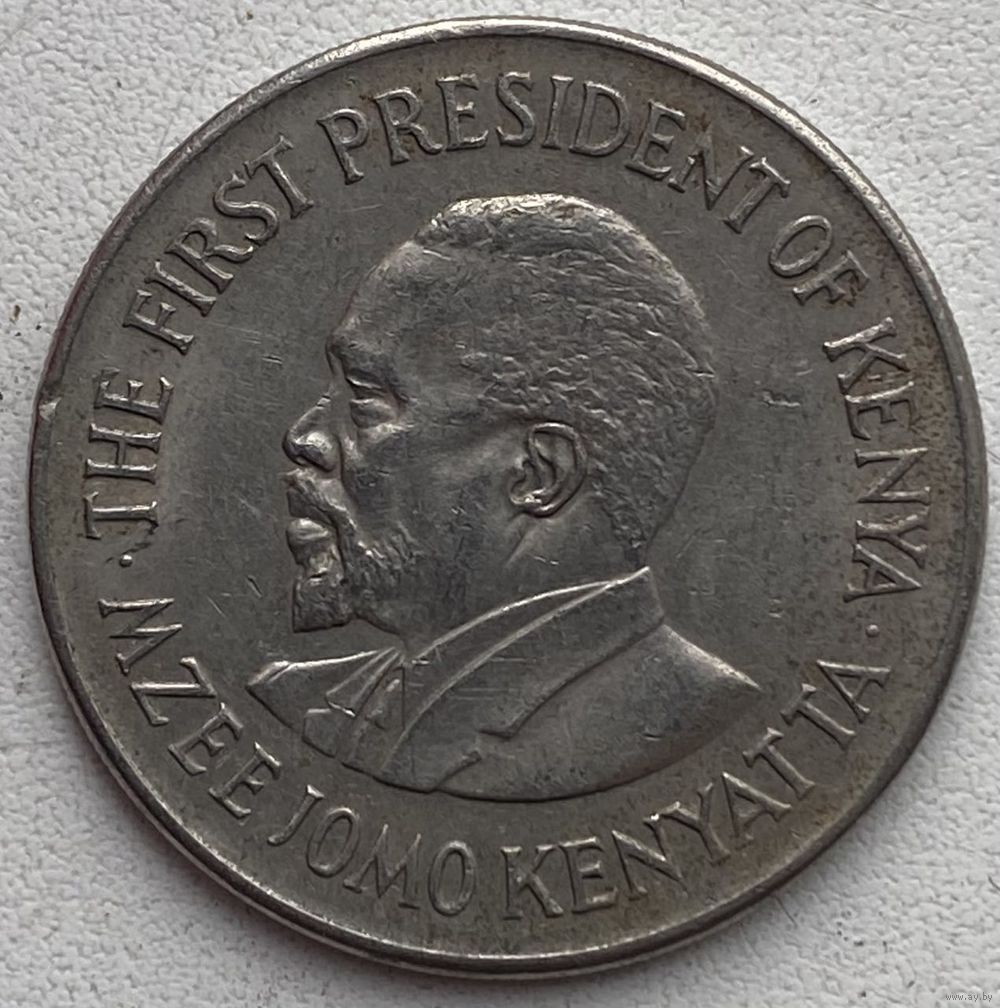 · THE FIRST PRESIDENT OF KENYA ·
MZEE JOMO KENYATTA
www.ay.by